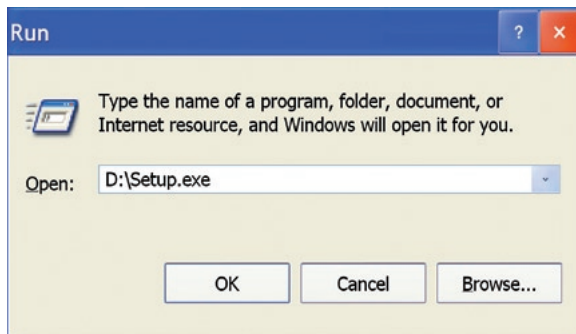 Run
Type the name of a program, folder, document, or
Internet resource, and Windows will open it for you.
Open: D:\Setup.exe
OK Cancel Browse...